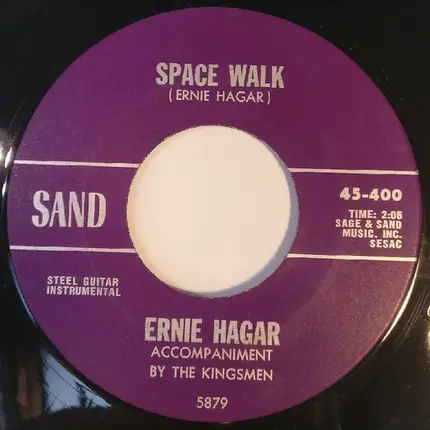 SPACE WALK
(ERNIE HAGAR)
SAND
45-400
TIME: 2:05
SAGE & SAND
MUSIC. INC.
SESAC
STEEL GUITAR
INSTRUMENTAL
ERNIE HAGAR
ACCOMPANIMENT
BY THE KINGSMEN
5879